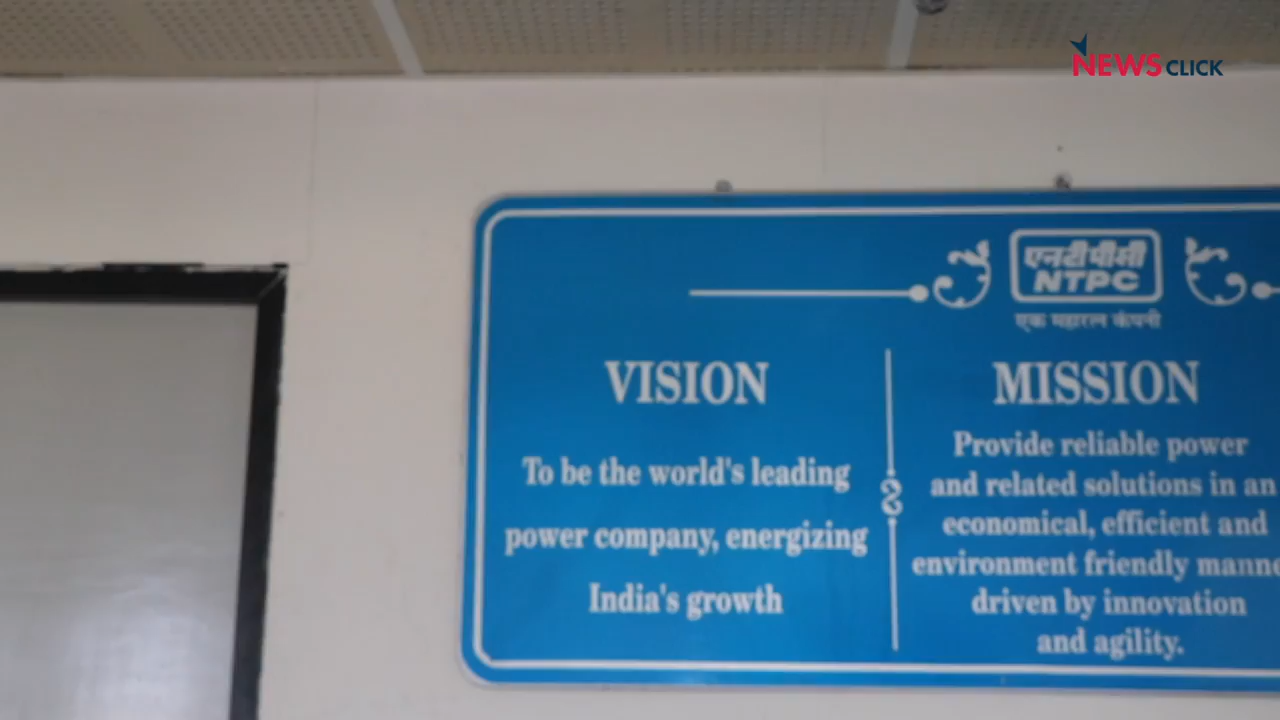 NEWSCLICK
एनटीपीसी
NTPC
एक महारत्न कंपनी
VISION
To be the world's leading
power company, energizing
India's growth
MISSION
Provide reliable power
and related solutions in an
economical, efficient and
environment friendly manne
driven by innovation
and agility.